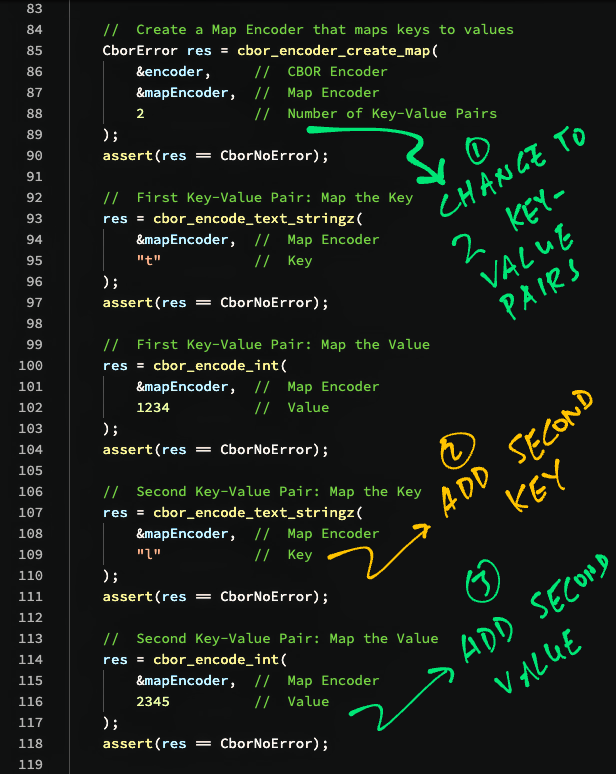 83
84 // Create a Map Encoder that maps keys to values
85 CborError res = cbor_encoder_create_map(
86 &encoder, // CBOR Encoder
87 &mapEncoder, // Map Encoder
88 2 // Number of Key-Value Pairs
89 );
90 assert(res == CborNoError);
91
92 // First Key-Value Pair: Map the Key
93 res = cbor_encode_text_stringz(
94 &mapEncoder, // Map Encoder
95 "t" // Key
96 );
97 assert(res == CborNoError);
98
99 // First Key-Value Pair: Map the Value
100 res = cbor_encode_int(
101 &mapEncoder, // Map Encoder
102 1234 // Value
103 );
104 assert(res == CborNoError);
105
106 // Second Key-Value Pair: Map the Key
107 res = cbor_encode_text_stringz(
108 &mapEncoder, // Map Encoder
109 "l" // Key
110 );
111 assert(res == CborNoError);
112
113 // Second Key-Value Pair: Map the Value
114 res = cbor_encode_int(
115 &mapEncoder, // Map Encoder
116 2345 // Value
117 );
118 assert(res == CborNoError);
119
1
CHANGE TO
2 KEY-
VALUE
PAIRS
2
ADD SECOND
KEY
3
ADD SECOND
VALUE